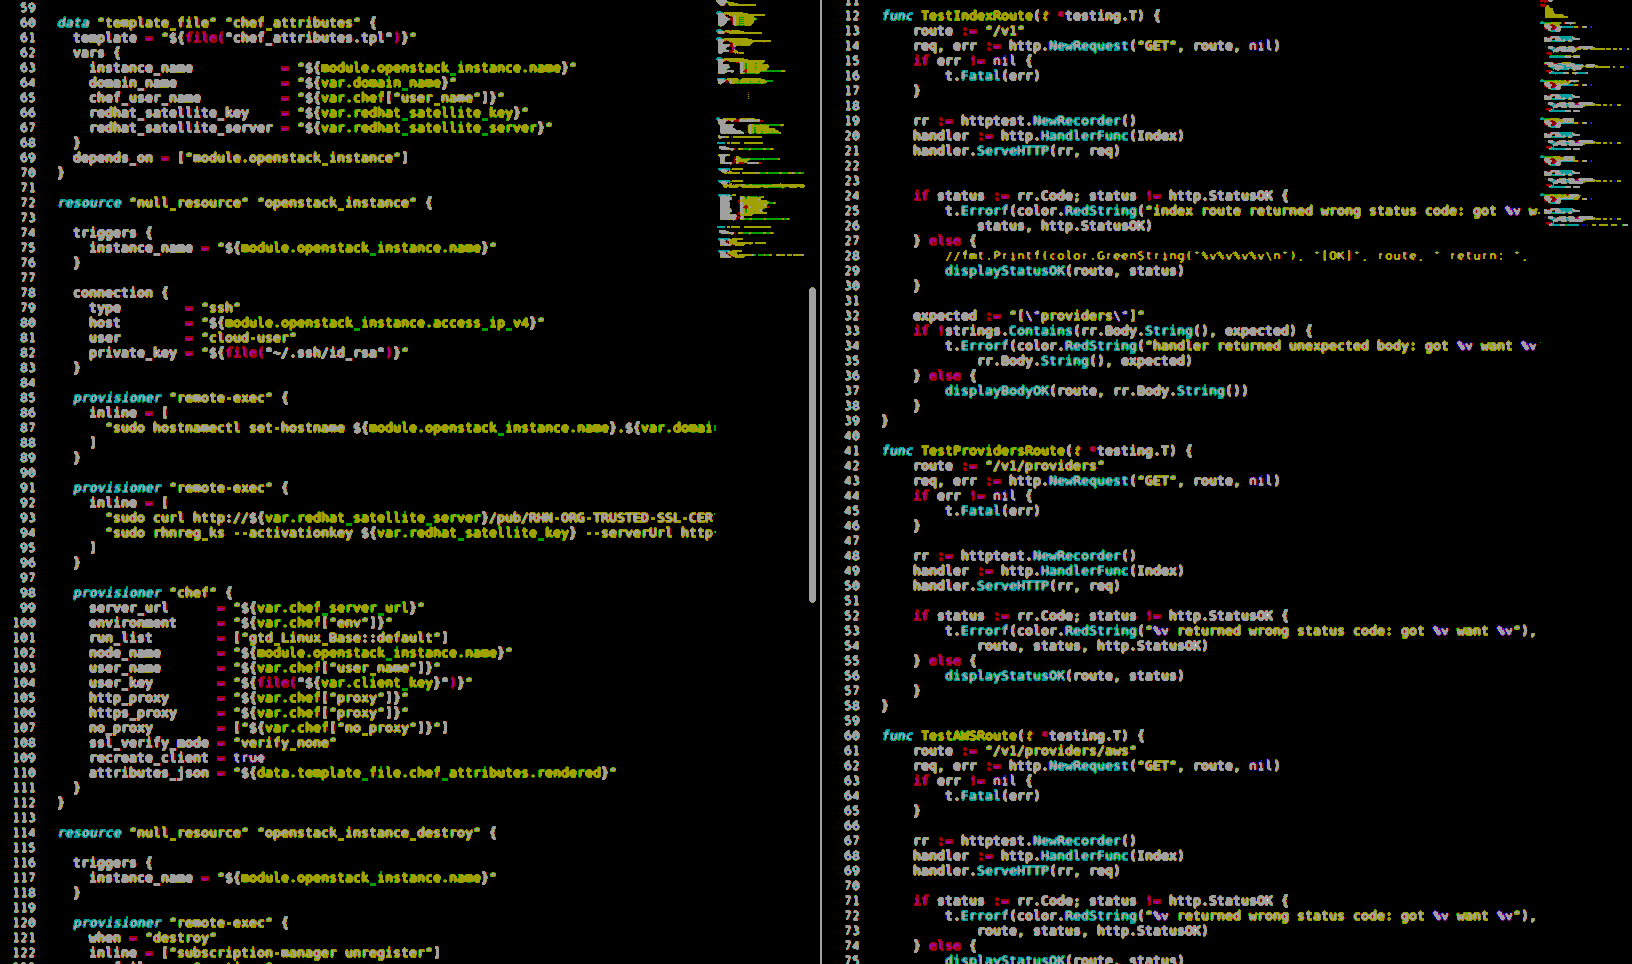 59
60 data "template_file" "chef_attributes" {
61 template = "${file("chef_attributes.tpl")}"
62 vars {
63 instance_name = "${module.openstack_instance.name}"
64 domain_name = "${var.domain_name}"
65 chef_user_name = "${var.chef["user_name"]}"
66 redhat_satellite_key = "${var.redhat_satellite_key}"
67 redhat_satellite_server = "${var.redhat_satellite_server}"
68 }
69 depends_on = ["module.openstack_instance"]
70 }
71
72 resource "null_resource" "openstack_instance" {
73
74 triggers {
75 instance_name = "${module.openstack_instance.name}"
76 }
77
78 connection {
79 type = "ssh"
80 host = "${module.openstack_instance.access_ip_v4}"
81 user = "cloud-user"
82 private_key = "${file("~/.ssh/id_rsa")}"
83 }
84
85 provisioner "remote-exec" {
86 inline = [
87 "sudo hostnamectl set-hostname ${module.openstack_instance.name}.${var.domai
88 ]
89 }
90
91 provisioner "remote-exec" {
92 inline = [
93 "sudo curl http://${var.redhat_satellite_server}/pub/RHN-ORG-TRUSTED-SSL-CER
94 "sudo rhnreg_ks --activationkey ${var.redhat_satellite_key} --serverUrl http
95 ]
96 }
97
98 provisioner "chef" {
99 server_url = "${var.chef_server_url}"
100 environment = "${var.chef["env"]}"
101 run_list = ["gtd_Linux_Base::default"]
102 node_name = "${module.openstack_instance.name}"
103 user_name = "${var.chef["user_name"]}"
104 user_key = "${file("${var.client_key}")}"
105 http_proxy = "${var.chef["proxy"]}"
106 https_proxy = "${var.chef["proxy"]}"
107 no_proxy = ["${var.chef["no_proxy"]}"]
108 ssl_verify_mode = "verify_none"
109 recreate_client = true
110 attributes_json = "${data.template_file.chef_attributes.rendered}"
111 }
112 }
113
114 resource "null_resource" "openstack_instance_destroy" {
115
116 triggers {
117 instance_name = "${module.openstack_instance.name}"
118 }
119
120 provisioner "remote-exec" {
121 when = "destroy"
122 inline = ["subscription-manager unregister"]
11
12 func TestIndexRoute(t *testing.T) {
13 route := "/v1"
14 req, err := http.NewRequest("GET", route, nil)
15 if err != nil {
16 t.Fatal(err)
17 }
18
19 rr := httptest.NewRecorder()
20 handler := http.HandlerFunc(Index)
21 handler.ServeHTTP(rr, req)
22
23
24 if status := rr.Code; status != http.StatusOK {
25 t.Errorf(color.RedString("index route returned wrong status code: got %v w
26 status, http.StatusOK)
27 } else {
28 //fmt.Printf(color.GreenString("%v%v%v%v\n"), "[OK]", route, " return: ",
29 displayStatusOK(route, status)
30 }
31
32 expected := "[\"providers\"]"
33 if !strings.Contains(rr.Body.String(), expected) {
34 t.Errorf(color.RedString("handler returned unexpected body: got %v want %v
35 rr.Body.String(), expected)
36 } else {
37 displayBodyOK(route, rr.Body.String())
38 }
39 }
40
41 func TestProvidersRoute(t *testing.T) {
42 route := "/v1/providers"
43 req, err := http.NewRequest("GET", route, nil)
44 if err != nil {
45 t.Fatal(err)
46 }
47
48 rr := httptest.NewRecorder()
49 handler := http.HandlerFunc(Index)
50 handler.ServeHTTP(rr, req)
51
52 if status := rr.Code; status != http.StatusOK {
53 t.Errorf(color.RedString("%v returned wrong status code: got %v want %v"),
54 route, status, http.StatusOK)
55 } else {
56 displayStatusOK(route, status)
57 }
58 }
59
60 func TestAWSRoute(t *testing.T) {
61 route := "/v1/providers/aws"
62 req, err := http.NewRequest("GET", route, nil)
63 if err != nil {
64 t.Fatal(err)
65 }
66
67 rr := httptest.NewRecorder()
68 handler := http.HandlerFunc(Index)
69 handler.ServeHTTP(rr, req)
70
71 if status := rr.Code; status != http.StatusOK {
72 t.Errorf(color.RedString("%v returned wrong status code: got %v want %v"),
73 route, status, http.StatusOK)
74 } else {
75 displayStatusOK(route, status)